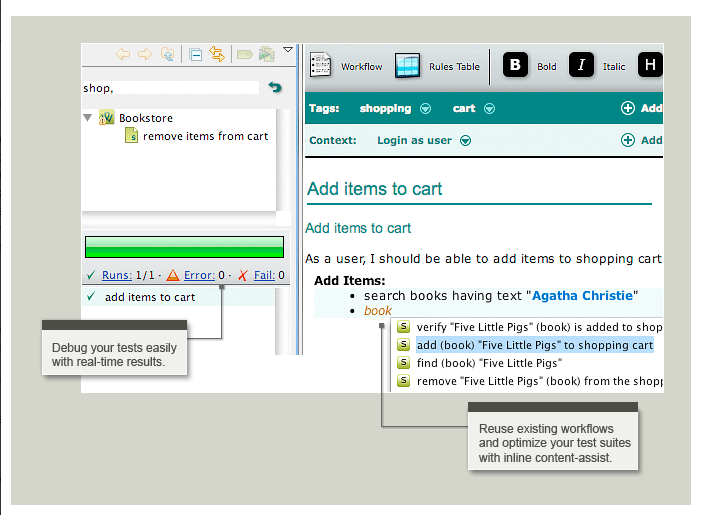 Workflow
Rules Table
B
Bold
I
Italic
H
shop,
Tags: shopping cart Add
Bookstore
remove items from cart
Context: Login as user Add
Add items to cart
Add items to cart
As a user, I should be able to add items to shopping cart
Runs: 1/1 · Error: 0 · Fail: 0
Add Items:
add items to cart
• search books having text "Agatha Christie"
• book
S verify "Five Little Pigs" (book) is added to shop
S add (book) "Five Little Pigs" to shopping cart
S find (book) "Five Little Pigs"
S remove "Five Little Pigs" (book) from the shopp
Debug your tests easily
with real-time results.
Reuse existing workflows
and optimize your test suites
with inline content-assist.